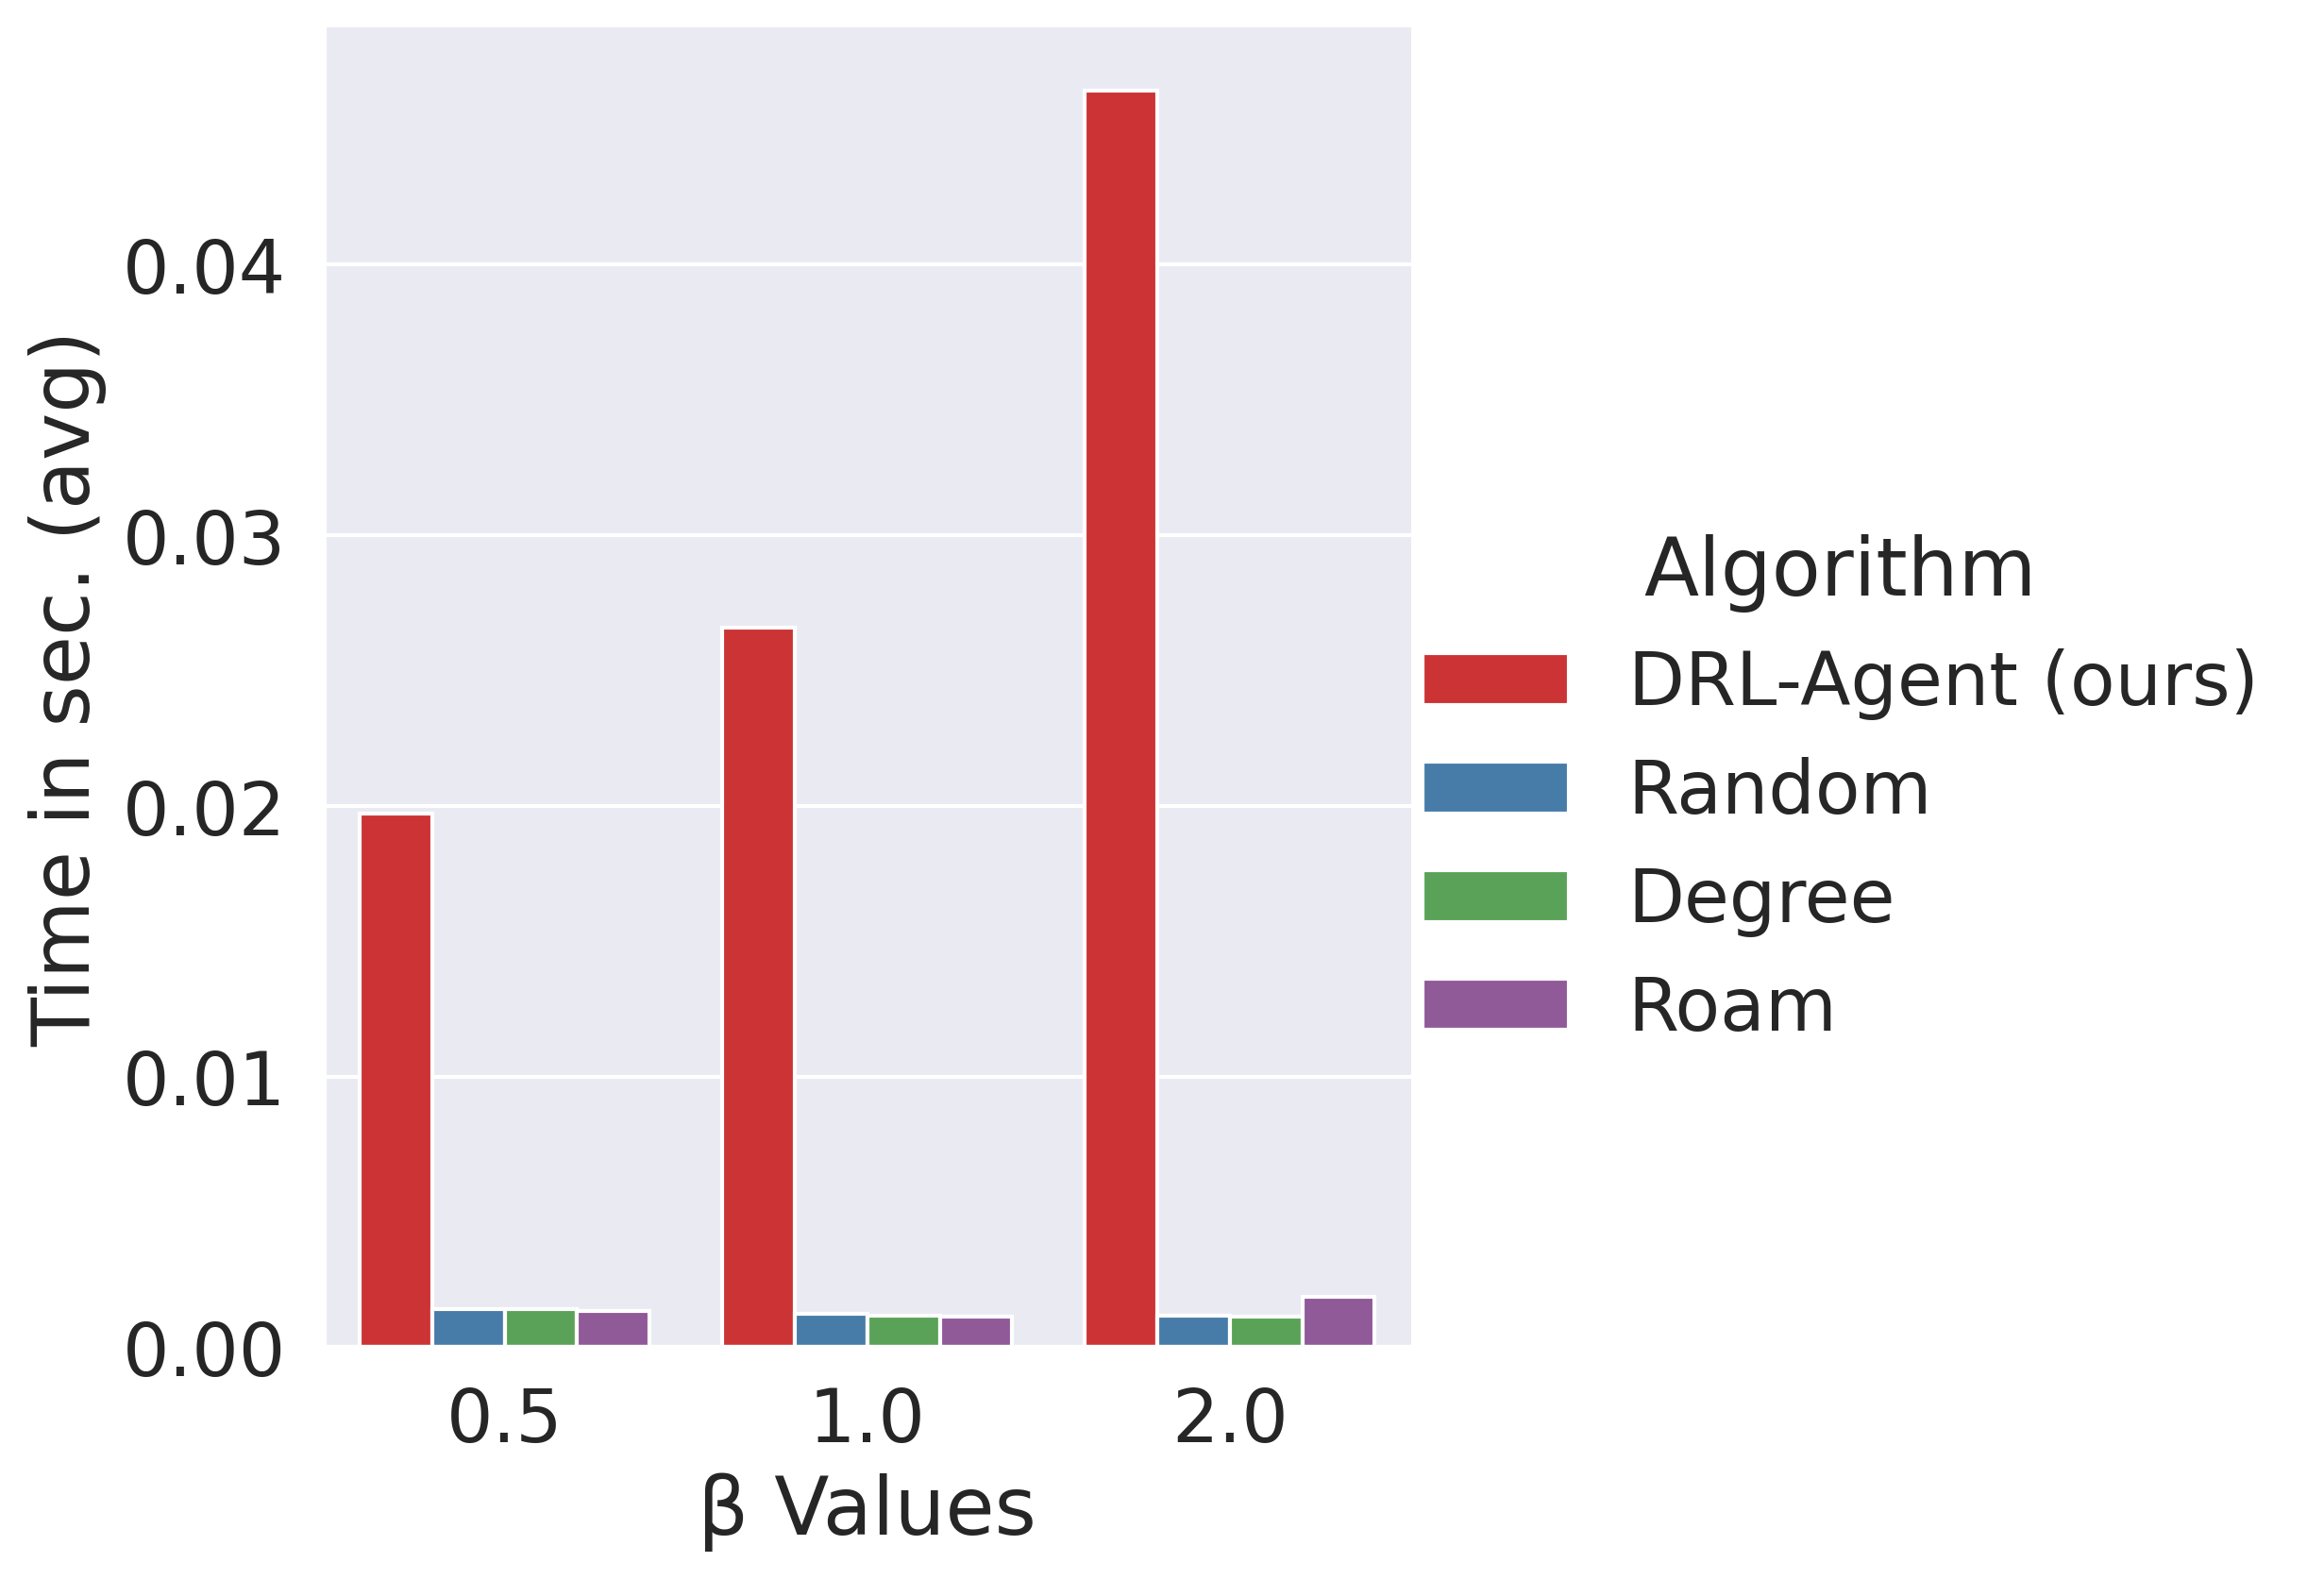 Time in sec. (avg)
0.04
0.03
0.02
0.01
0.00
0.5 1.0 2.0
β Values
Algorithm
DRL-Agent (ours)
Random
Degree
Roam